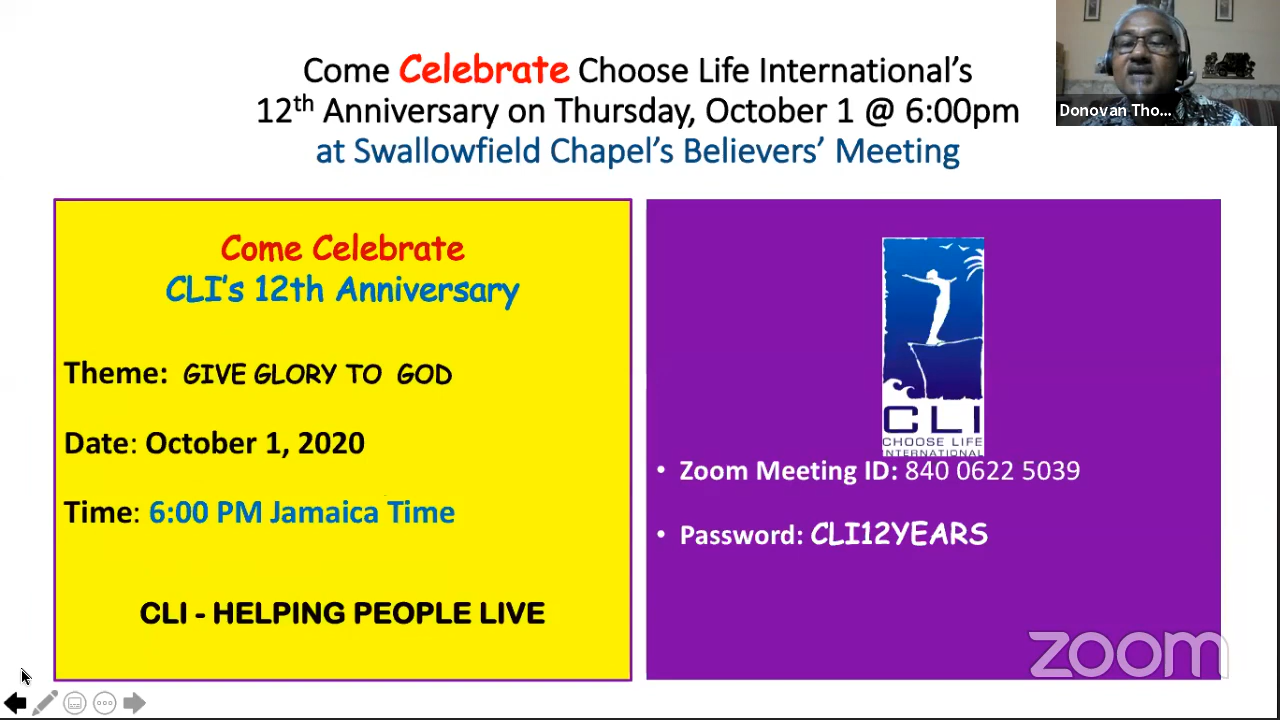 Come Celebrate Choose Life International's
12th Anniversary on Thursday, October 1 @ 6:00pm
at Swallowfield Chapel's Believers' Meeting
Donovan Tho...
Come Celebrate
CLI's 12th Anniversary
Theme: GIVE GLORY TO GOD
Date: October 1, 2020
Time: 6:00 PM Jamaica Time
CLI - HELPING PEOPLE LIVE
CLI
CHOOSE LIFE
INTERNATIONAL
• Zoom Meeting ID: 840 0622 5039
• Password: CLI12YEARS
zoom